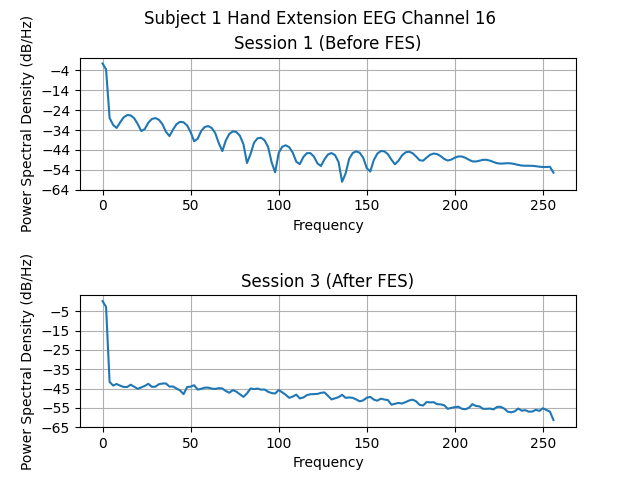 Subject 1 Hand Extension EEG Channel 16
Session 1 (Before FES)
Power Spectral Density (dB/Hz)
−4
−14
−24
−34
−44
−54
−64
0 50 100 150 200 250
Frequency
Session 3 (After FES)
Power Spectral Density (dB/Hz)
−5
−15
−25
−35
−45
−55
−65
0 50 100 150 200 250
Frequency